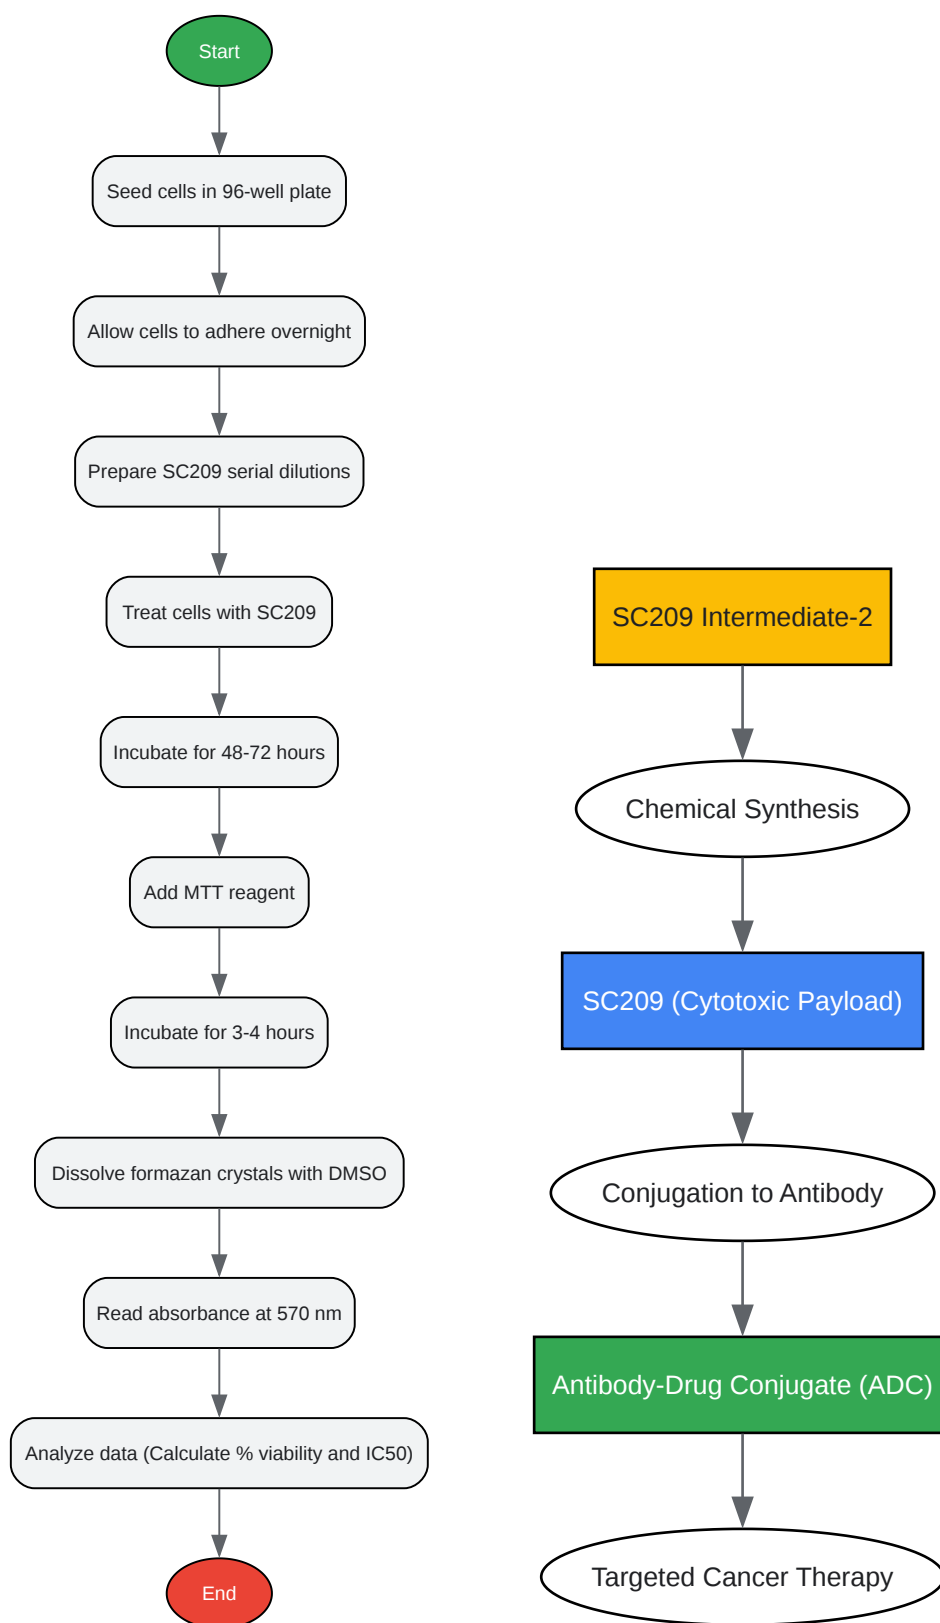 Start
Seed cells in 96-well plate
Allow cells to adhere overnight
Prepare SC209 serial dilutions
Treat cells with SC209
Incubate for 48-72 hours
Add MTT reagent
Incubate for 3-4 hours
Dissolve formazan crystals with DMSO
Read absorbance at 570 nm
Analyze data (Calculate % viability and IC50)
End
SC209 Intermediate-2
Chemical Synthesis
SC209 (Cytotoxic Payload)
Conjugation to Antibody
Antibody-Drug Conjugate (ADC)
Targeted Cancer Therapy